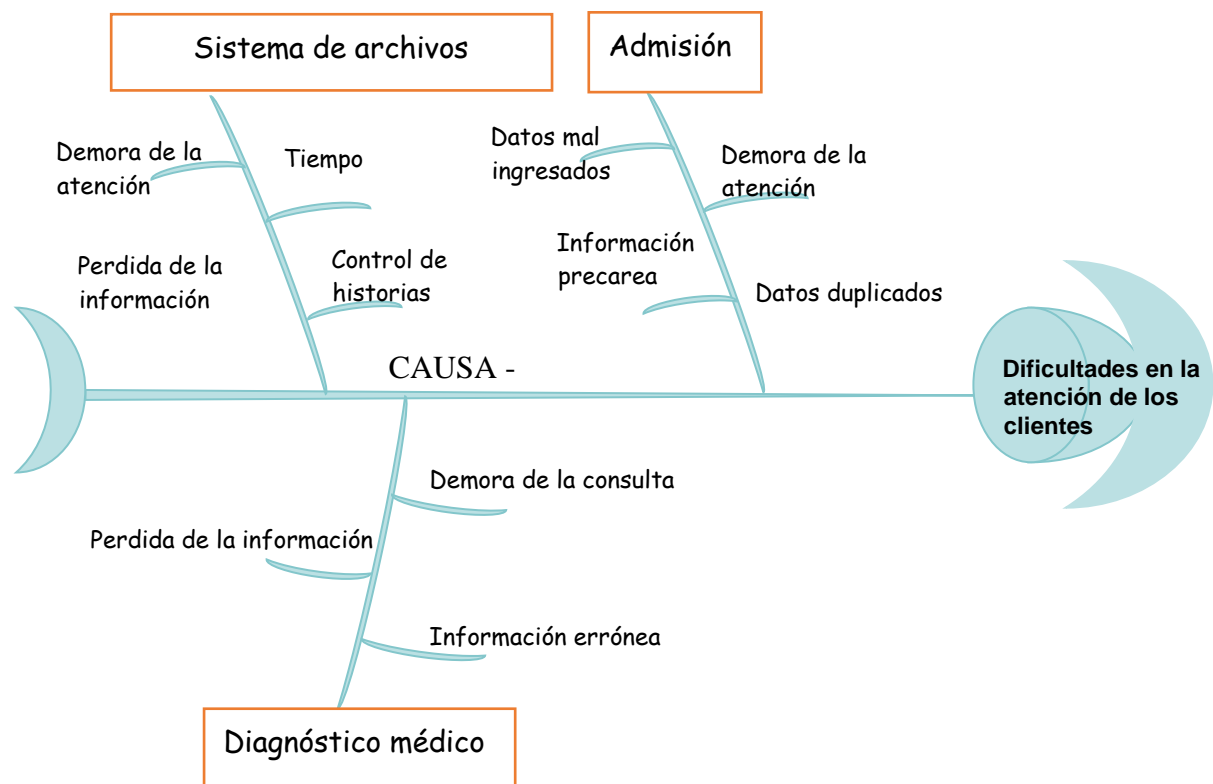 Sistema de archivos
Admisión
Demora de la
atención
Tiempo
Perdida de la
información
Control de
historias
Datos mal
ingresados
Demora de la
atención
Información
precarea
Datos duplicados
CAUSA -
Dificultades en la
atención de los
clientes
Demora de la consulta
Perdida de la información
Información errónea
Diagnóstico médico